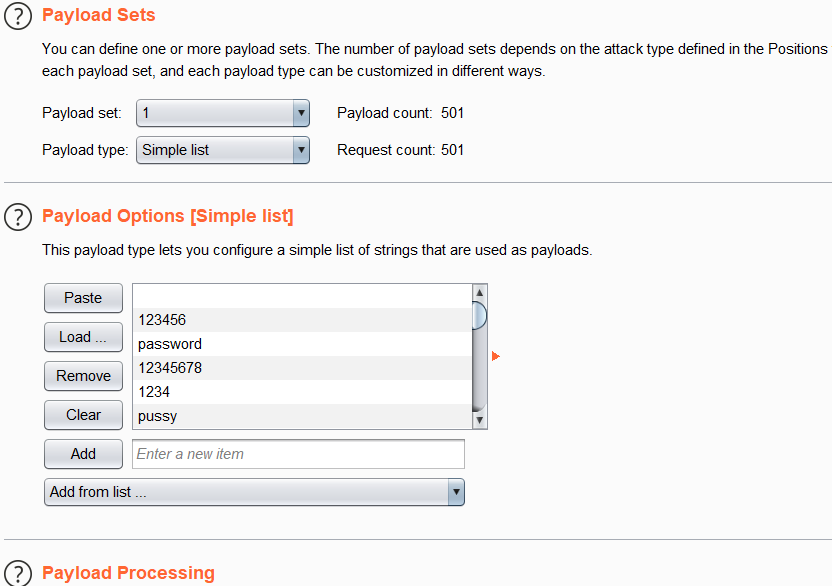 ? Payload Sets
You can define one or more payload sets. The number of payload sets depends on the attack type defined in the Positions
each payload set, and each payload type can be customized in different ways.
Payload set: 1 Payload count: 501
Payload type: Simple list Request count: 501
? Payload Options [Simple list]
This payload type lets you configure a simple list of strings that are used as payloads.
Paste
Load ...
Remove
Clear
123456
password
12345678
1234
pussy
Add Enter a new item
Add from list ...
? Payload Processing